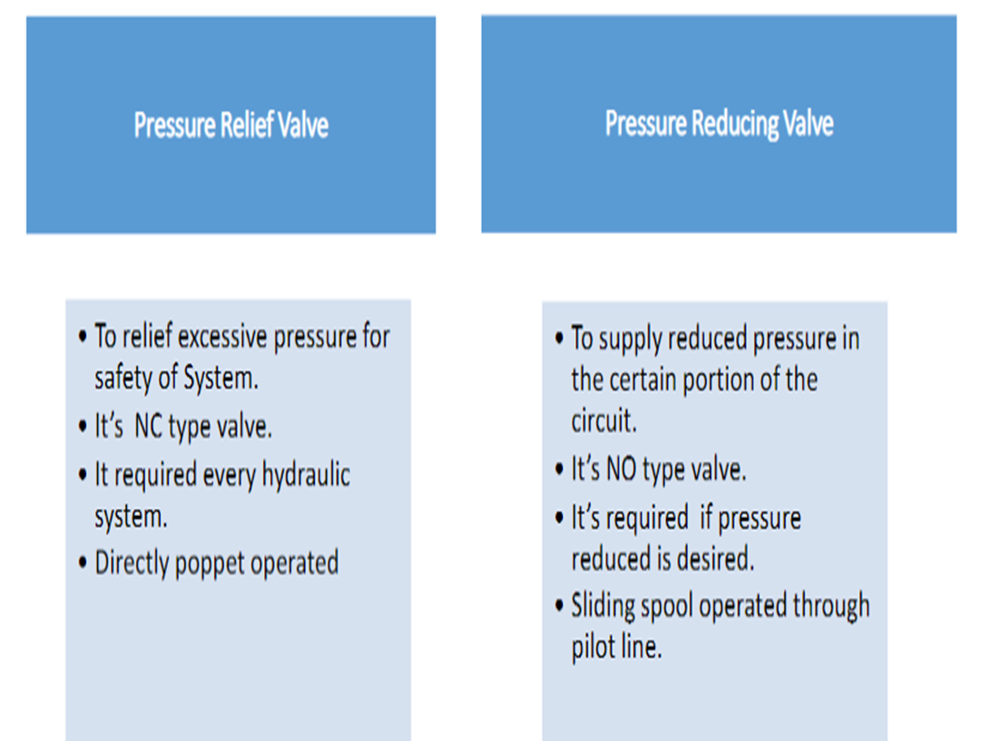 Pressure Relief Valve
Pressure Reducing Valve
• To relief excessive pressure for
safety of System.
• It’s  NC type valve.
• It required every hydraulic
system.
• Directly poppet operated
• To supply reduced pressure in
the certain portion of the
circuit.
• It’s NO type valve.
• It’s required  if pressure
reduced is desired.
• Sliding spool operated through
pilot line.